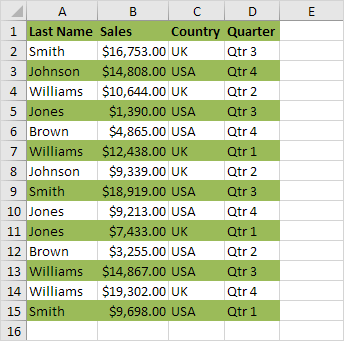 A B C D E
1 Last Name Sales Country Quarter
2 Smith $16,753.00 UK Qtr 3
3 Johnson $14,808.00 USA Qtr 4
4 Williams $10,644.00 UK Qtr 2
5 Jones $1,390.00 USA Qtr 3
6 Brown $4,865.00 USA Qtr 4
7 Williams $12,438.00 UK Qtr 1
8 Johnson $9,339.00 UK Qtr 2
9 Smith $18,919.00 USA Qtr 3
10 Jones $9,213.00 USA Qtr 4
11 Jones $7,433.00 UK Qtr 1
12 Brown $3,255.00 USA Qtr 2
13 Williams $14,867.00 USA Qtr 3
14 Williams $19,302.00 UK Qtr 4
15 Smith $9,698.00 USA Qtr 1
16